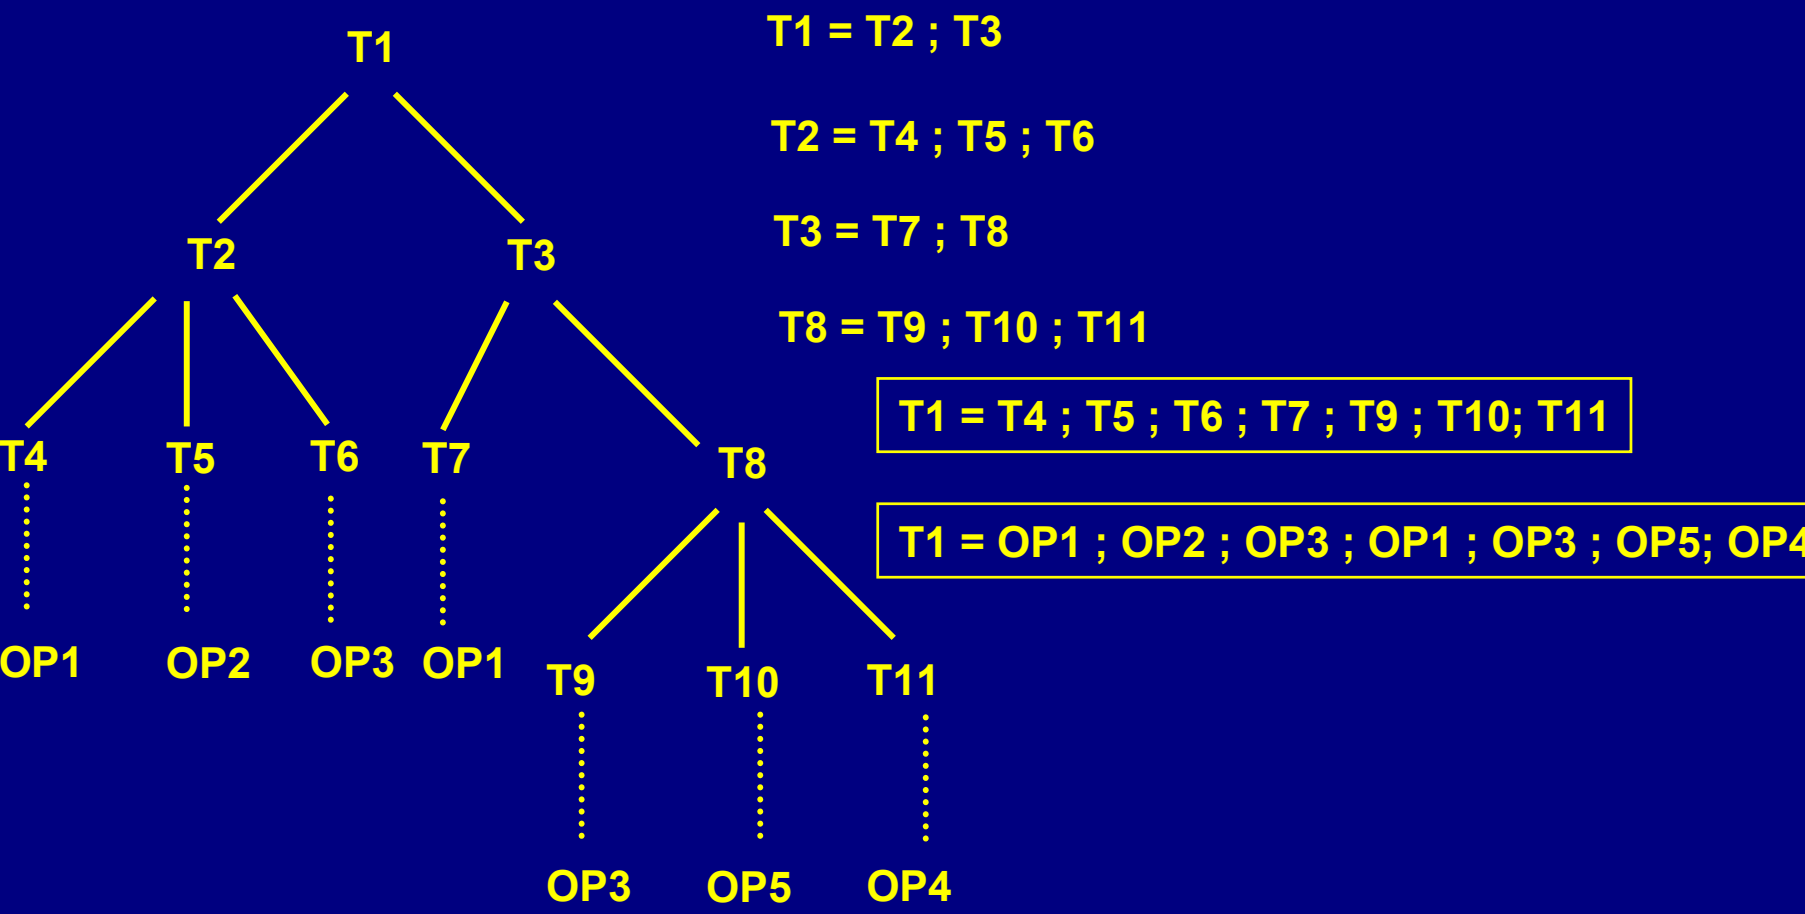 T1
T1 = T2 ; T3
T2 = T4 ; T5 ; T6
T2 T3
T3 = T7 ; T8
T8 = T9 ; T10 ; T11
T1 = T4 ; T5 ; T6 ; T7 ; T9 ; T10; T11
T4 T5 T6 T7 T8
T1 = OP1 ; OP2 ; OP3 ; OP1 ; OP3 ; OP5; OP4
OP1 OP2 OP3 OP1
T9 T10 T11
OP3 OP5 OP4